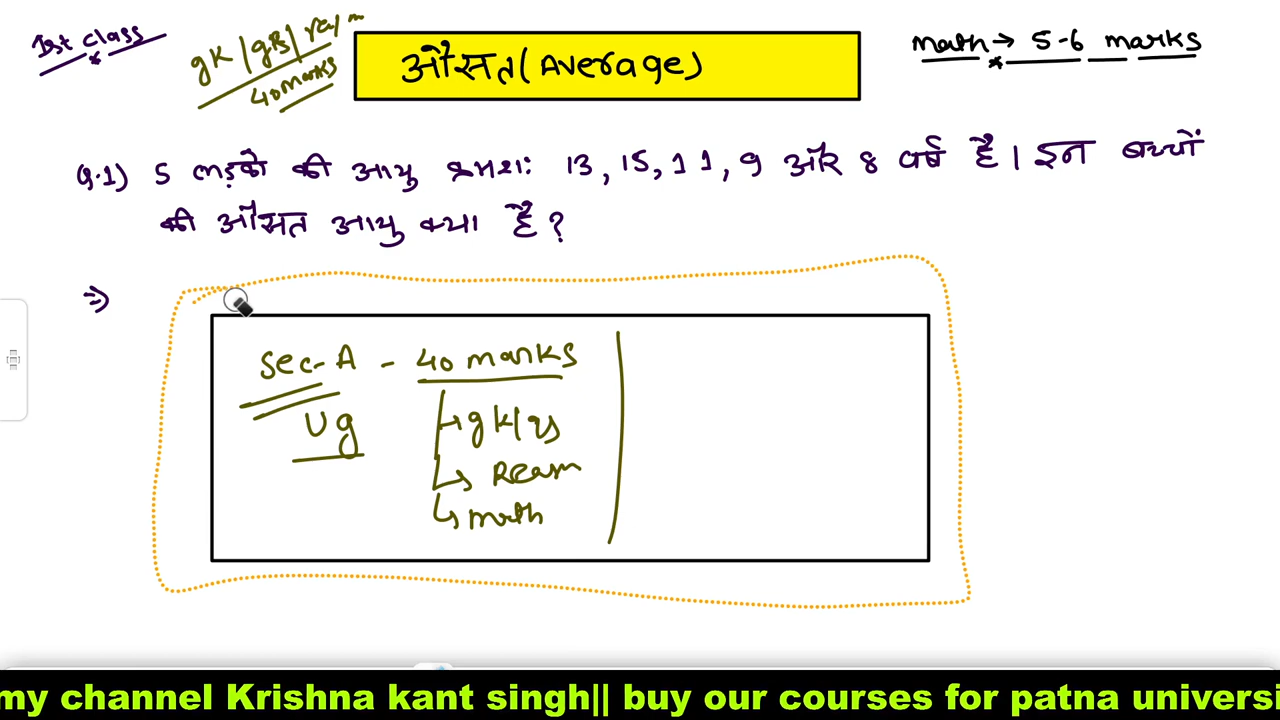 1st class
gk/gs/
40 marks
औसत (Average)
math → 5-6 marks
Q.1) 5 लड़को की आयु क्रमशः 13, 15, 11, 9 और 8 वर्ष है। इन बच्चों
की औसत आयु क्या है?
⇒
Sec-A - 40 marks
Ug
gk/gs
Reasn
math
my channel Krishna kant singh|| buy our courses for patna universi